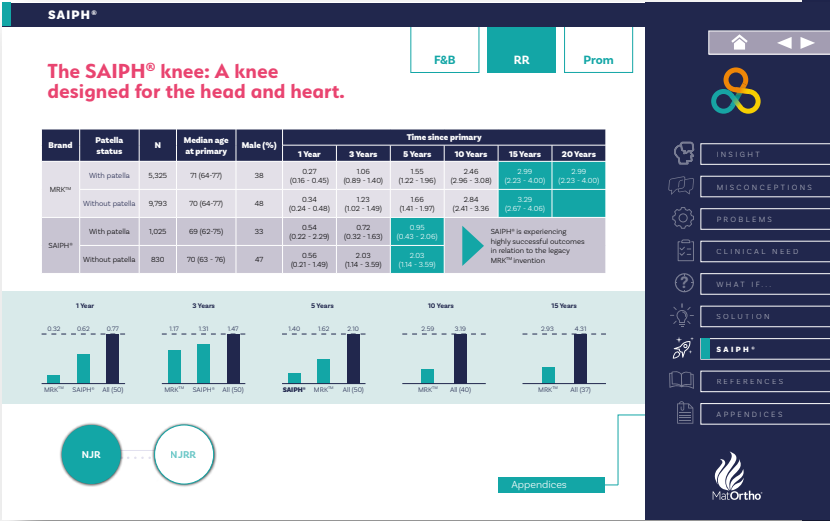 SAIPH®
The SAIPH® knee: A knee
designed for the head and heart.
F&B
RR
Prom
Brand
Patella
status
N
Median age
at primary
Male (%)
Time since primary
1 Year
3 Years
5 Years
10 Years
15 Years
20 Years
MRK™
With patella
5,325
71 (64-77)
38
0.27
(0.16 - 0.45)
1.06
(0.89 - 1.40)
1.55
(1.22 - 1.96)
2.46
(2.96 - 3.08)
2.99
(2.23 - 4.00)
2.99
(2.23 - 4.00)
Without patella
9,793
70 (64-77)
48
0.34
(0.24 - 0.48)
1.23
(1.02 - 1.49)
1.66
(1.41 - 1.97)
2.84
(2.41 - 3.36
3.29
(2.67 - 4.06)
SAIPH®
With patella
1,025
69 (62-75)
33
0.54
(0.22 - 2.29)
0.72
(0.32 - 1.63)
0.95
(0.43 - 2.06)
Without patella
830
70 (63 - 76)
47
0.56
(0.21 - 1.49)
2.03
(1.14 - 3.59)
2.03
(1.14 - 3.59)
SAIPH® is experiencing
highly successful outcomes
in relation to the legacy
MRK™ invention
1 Year
0.32 0.62 0.77
MRK™ SAIPH® All (50)
3 Years
1.17 1.31 1.47
MRK™ SAIPH® All (50)
5 Years
1.40 1.62 2.10
SAIPH® MRK™ All (50)
10 Years
2.59 3.19
MRK™ All (40)
15 Years
2.93 4.31
MRK™ All (37)
NJR
NJRR
Appendices
INSIGHT
MISCONCEPTIONS
PROBLEMS
CLINICAL NEED
WHAT IF...
SOLUTION
SAIPH®
REFERENCES
APPENDICES
MatOrtho®